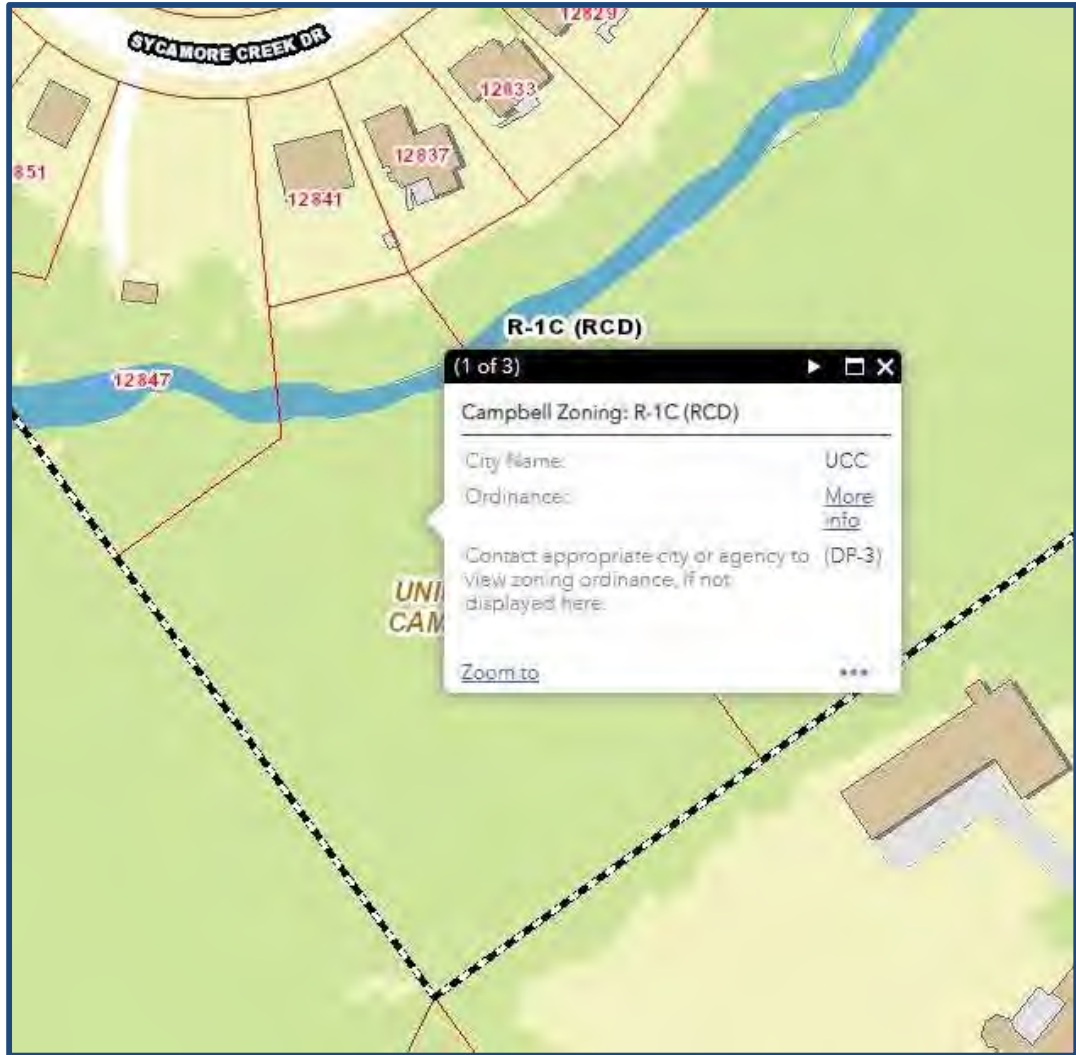 12829
SYCAMORE CREEK DR
12833
12837
851
12841
R-1C (RCD)
12847
(1 of 3)
Campbell Zoning: R-1C (RCD)
City Name: UCC
Ordinance: More
info
Contact appropriate city or agency to (DP-3)
view zoning ordinance, if not
displayed here.
UNI
CAM
Zoom to